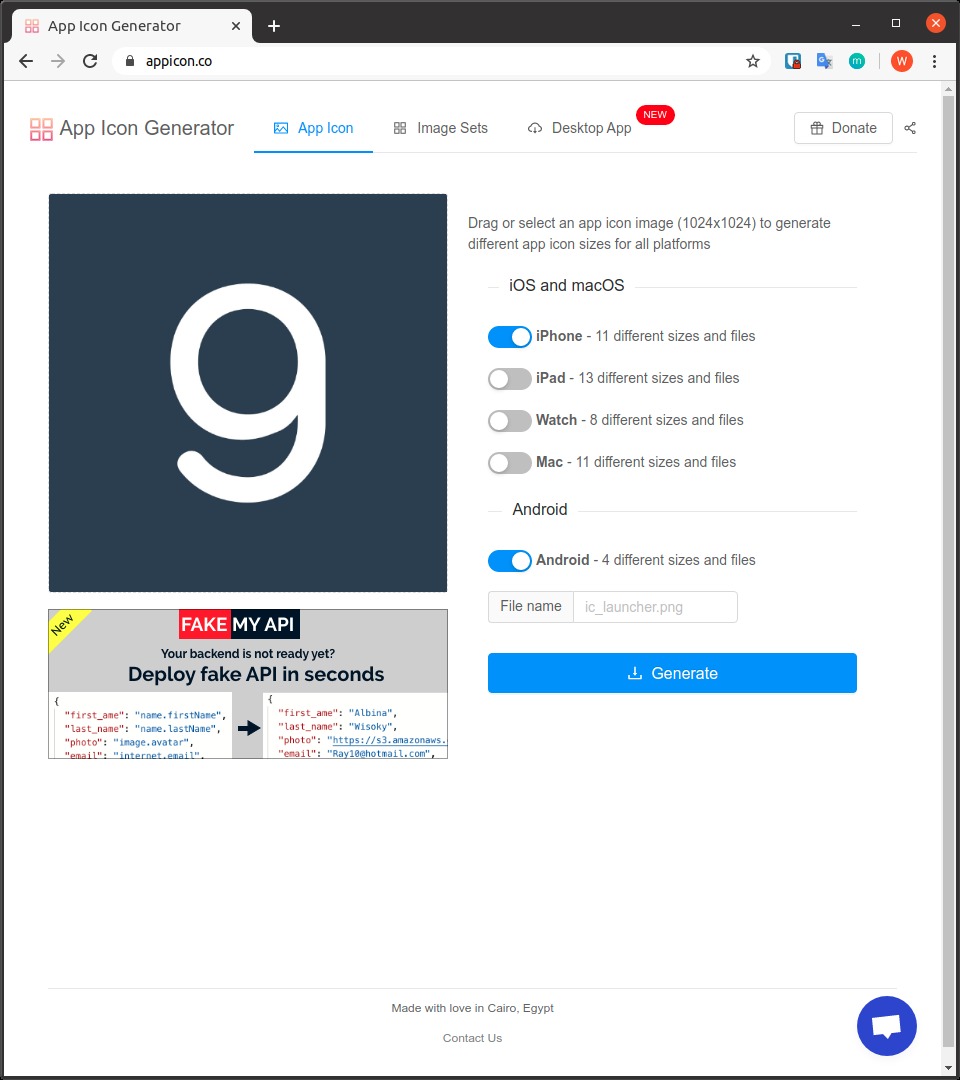 App Icon Generator
appicon.co
W
m
App Icon Generator
App Icon
Image Sets
Desktop App
NEW
Donate
g
Drag or select an app icon image (1024x1024) to generate
different app icon sizes for all platforms
iOS and macOS
iPhone - 11 different sizes and files
iPad - 13 different sizes and files
Watch - 8 different sizes and files
Mac - 11 different sizes and files
Android
Android - 4 different sizes and files
File name
ic_launcher.png
Generate
New
FAKE MY API
Your backend is not ready yet?
Deploy fake API in seconds
{
"first_ame": "name.firstName",
"last_name": "name.lastName",
"photo": "image.avatar",
"email": "internet.email",
{
"first_ame": "Albina",
"last_name": "Wisoky",
"photo": "https://s3.amazonaws.
"email": "Ray10@hotmail.com",
Made with love in Cairo, Egypt
Contact Us